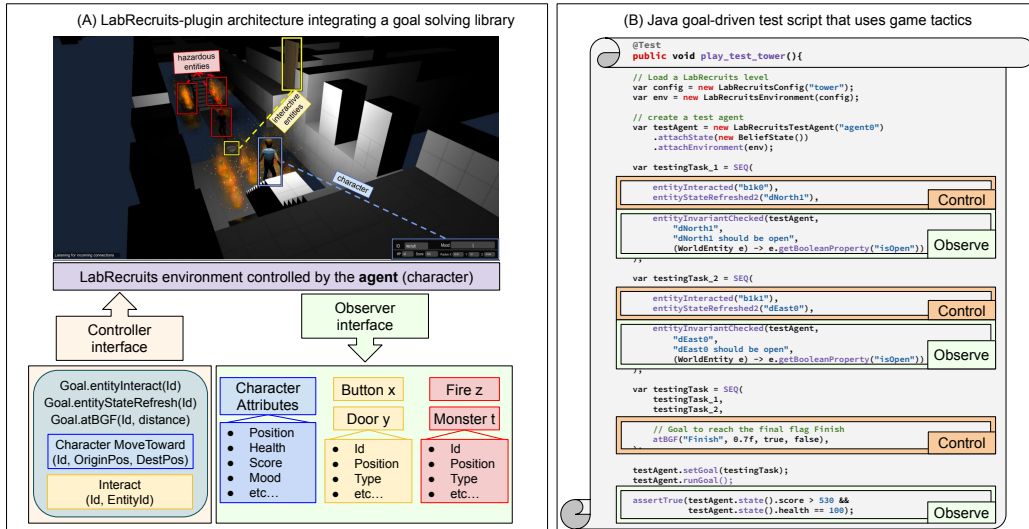 (A) LabRecruits-plugin architecture integrating a goal solving library
hazardous
entities
interactive
entities
character
Listening for incoming connections
ID
Mood
HP
Score
LabRecruits environment controlled by the agent (character)
Controller
interface
Observer
interface
Goal.entityInteract(Id)
Goal.entityStateRefresh(Id)
Goal.atBGF(Id, distance)
Character MoveToward
(Id, OriginPos, DestPos)
Interact
(Id, EntityId)
Character
Attributes
● Position
● Health
● Score
● Mood
● etc…
Button x
Door y
● Id
● Position
● Type
● etc…
Fire z
Monster t
● Id
● Position
● Type
● etc…
(B) Java goal-driven test script that uses game tactics
@Test
public void play_test_tower(){
// Load a LabRecruits level
var config = new LabRecruitsConfig("tower");
var env = new LabRecruitsEnvironment(config);
// create a test agent
var testAgent = new LabRecruitsTestAgent("agent0")
.attachState(new BeliefState())
.attachEnvironment(env);
var testingTask_1 = SEQ(
entityInteracted("b1k0"),
entityStateRefreshed2("dNorth1"),
Control
entityInvariantChecked(testAgent,
"dNorth1",
"dNorth1 should be open",
(WorldEntity e) -> e.getBooleanProperty("isOpen"))
Observe
);
var testingTask_2 = SEQ(
entityInteracted("b1k1"),
entityStateRefreshed2("dEast0"),
Control
entityInvariantChecked(testAgent,
"dEast0",
"dEast0 should be open",
(WorldEntity e) -> e.getBooleanProperty("isOpen"))
Observe
);
var testingTask = SEQ(
testingTask_1,
testingTask_2,
// Goal to reach the final flag Finish
atBGF("Finish", 0.7f, true, false),
Control
);
testAgent.setGoal(testingTask);
testAgent.runGoal();
assertTrue(testAgent.state().score > 530 &&
testAgent.state().health == 100);
Observe